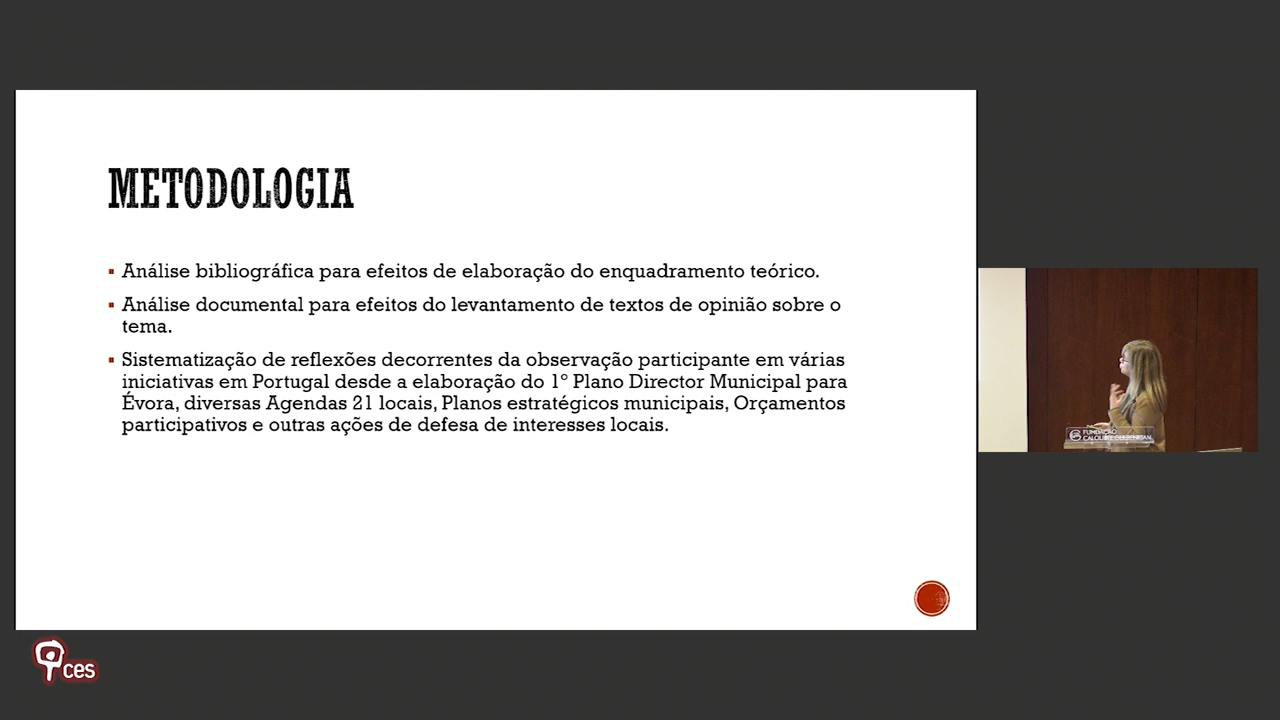 METODOLOGIA
Análise bibliográfica para efeitos de elaboração do enquadramento teórico.
Análise documental para efeitos do levantamento de textos de opinião sobre o
tema.
Sistematização de reflexões decorrentes da observação participante em várias
iniciativas em Portugal desde a elaboração do 1º Plano Director Municipal para
Évora, diversas Agendas 21 locais, Planos estratégicos municipais, Orçamentos
participativos e outras ações de defesa de interesses locais.
FUNDAÇÃO
CALOUSTE GULBENKIAN
ces